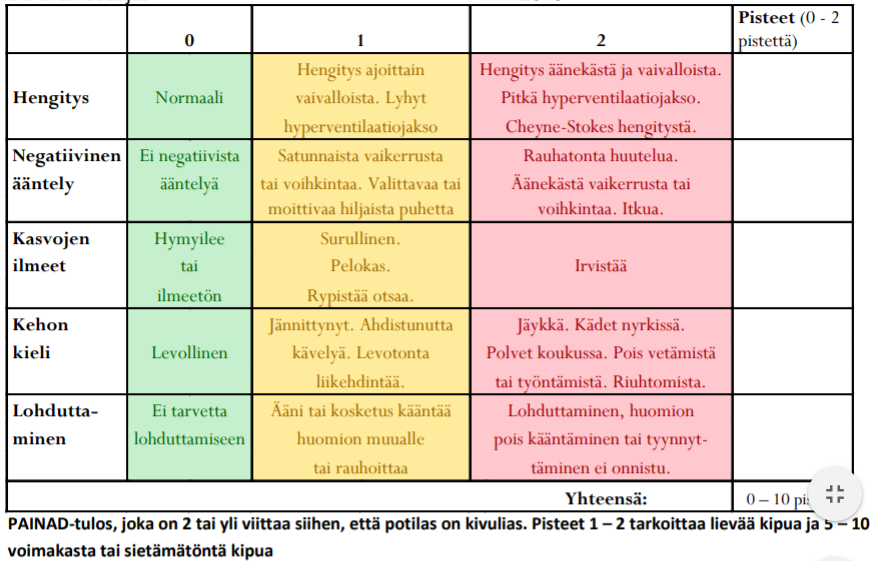 Pisteet (0 - 2
0 1 2 pistettä)
Hengitys ajoittain Hengitys äänekästä ja vaivalloista.
Hengitys Normaali vaivalloista. Lyhyt Pitkä hyperventilaatiojakso.
hyperventilaatiojakso Cheyne-Stokes hengitystä.
Negatiivinen Ei negatiivista Satunnaista vaikerrusta Rauhatonta huutelua.
ääntely ääntelyä tai voihkintaa. Valittavaa tai Äänekästä vaikerrusta tai
moittivaa hiljaista puhetta voihkintaa. Itkua.
Kasvojen Hymyilee Surullinen.
ilmeet tai Pelokas. Irvistää
ilmeetön Rypistää otsaa.
Kehon Jännittynyt. Ahdistunutta Jäykkä. Kädet nyrkissä.
kieli Levollinen kävelyä. Levotonta Polvet koukussa. Pois vetämistä
liikehdintää. tai työntämistä. Riuhtomista.
Lohdutta- Ei tarvetta Ääni tai kosketus kääntää Lohduttaminen, huomion
minen lohduttamiseen huomion muualle pois kääntäminen tai tyynnyt-
tai rauhoittaa täminen ei onnistu.
Yhteensä: 0 – 10
PAINAD-tulos, joka on 2 tai yli viittaa siihen, että potilas on kivulias. Pisteet 1 – 2 tarkoittaa lievää kipua ja 5 – 10
voimakasta tai sietämätöntä kipua